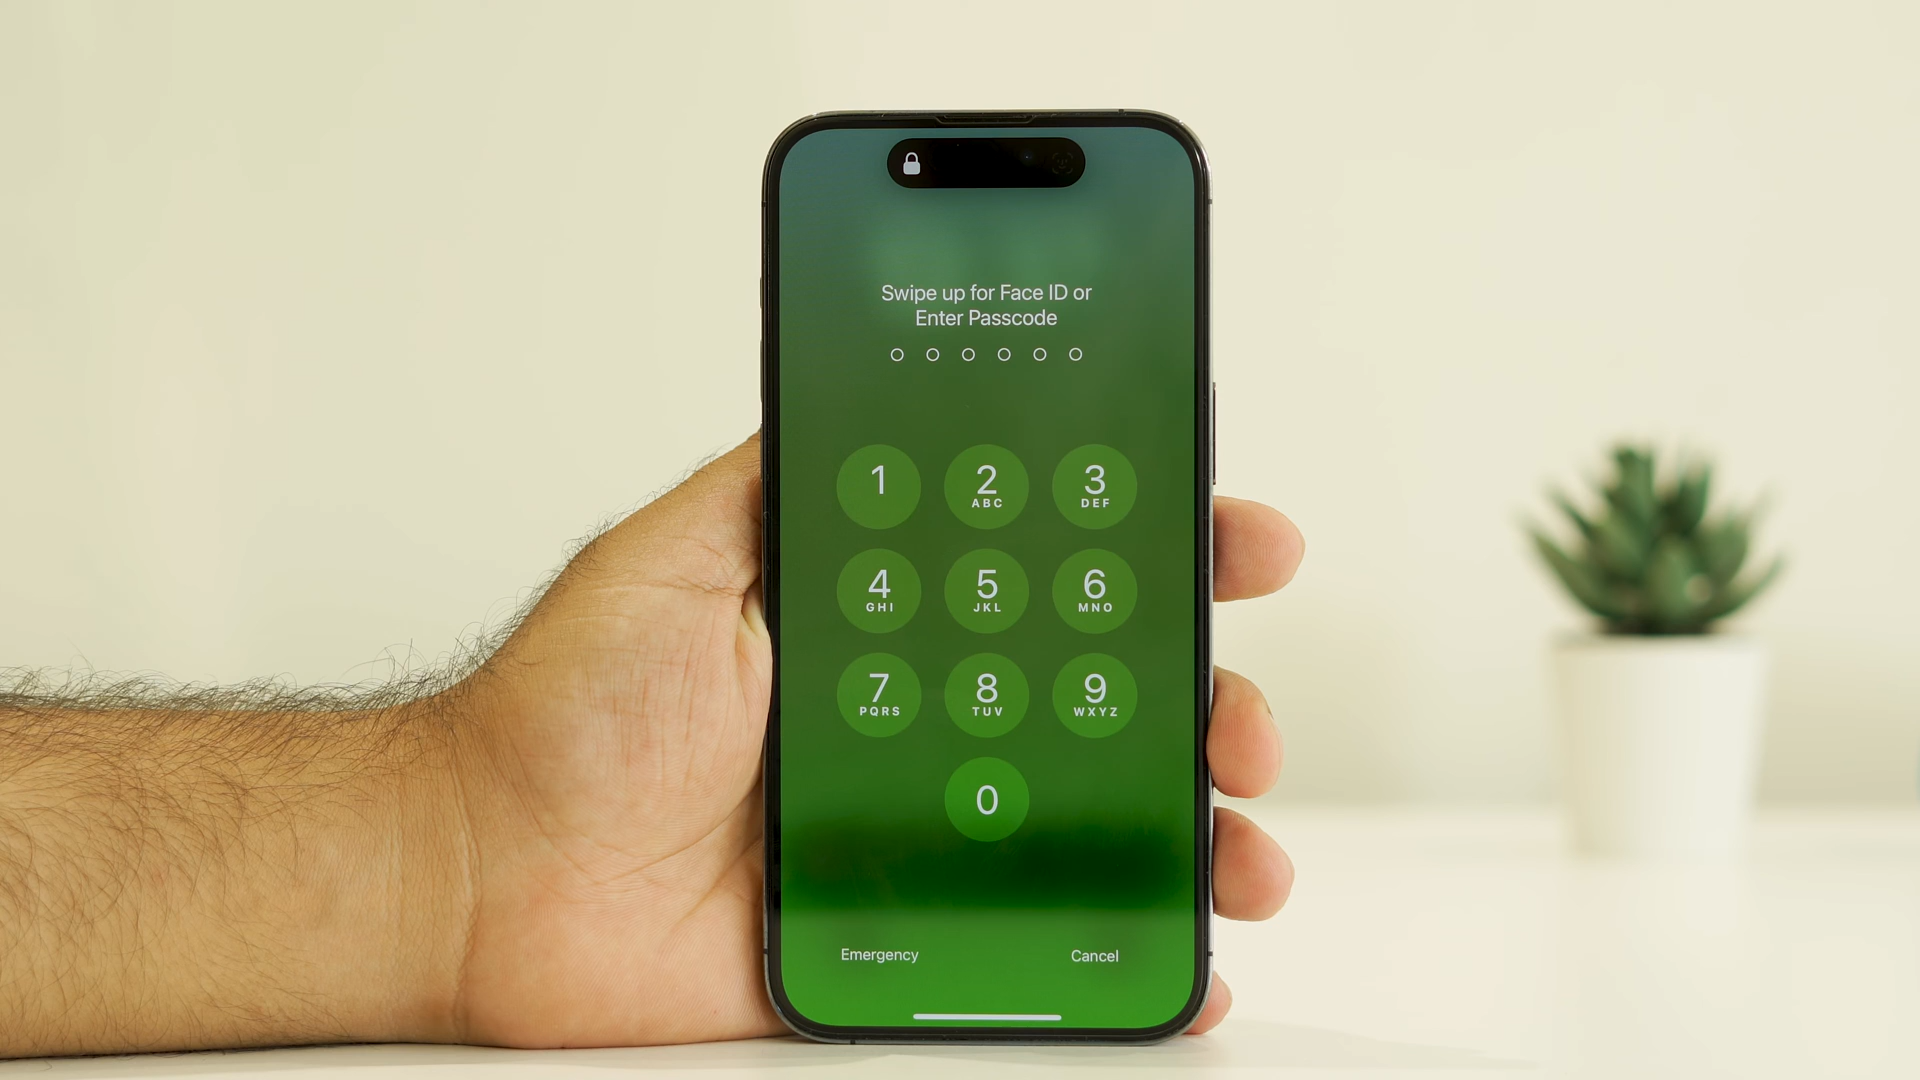 Swipe up for Face ID or
Enter Passcode
1
2
ABC
3
DEF
4
GHI
5
JKL
6
MNO
7
PQRS
8
TUV
9
WXYZ
0
Emergency
Cancel